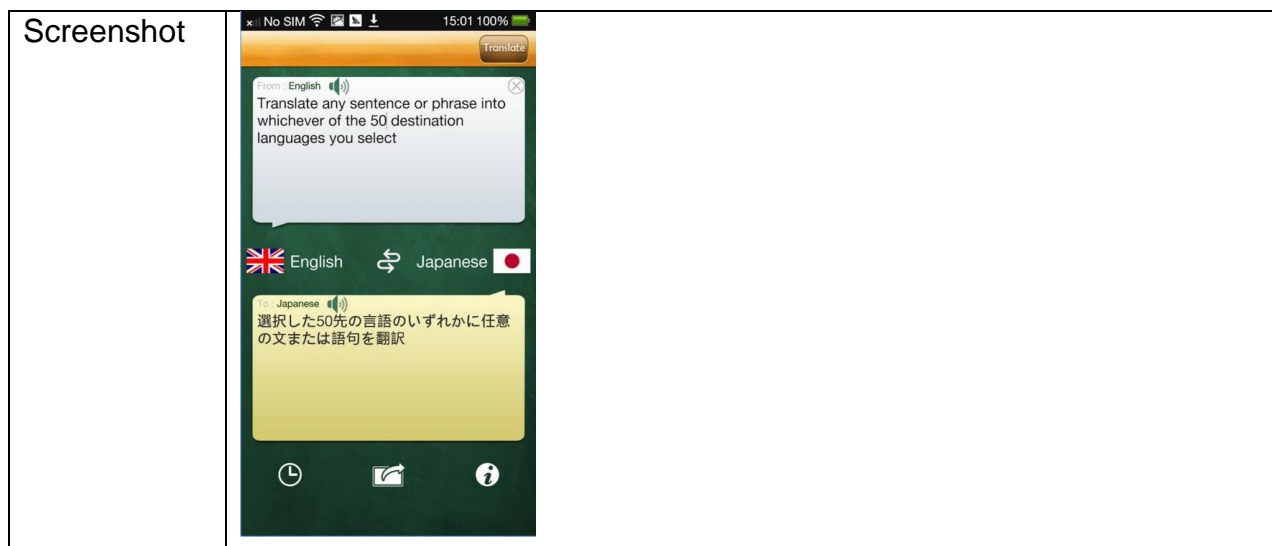 Screenshot
No SIM 15:01 100%
Translate
From : English
Translate any sentence or phrase into
whichever of the 50 destination
languages you select
English Japanese
To : Japanese
選択した50先の言語のいずれかに任意
の文または語句を翻訳